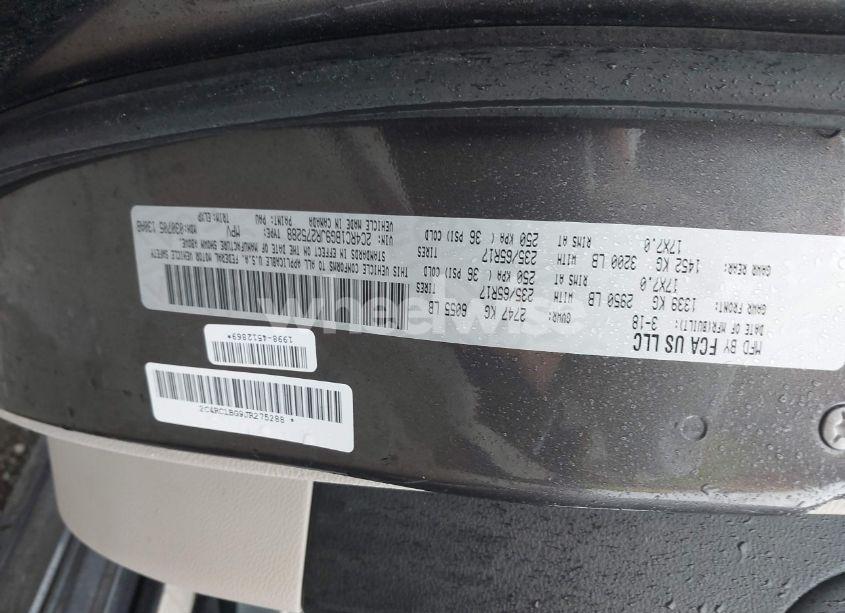 MFD BY FCA US LLC
DATE OF MFR(BUILT): 3-18
GVWR: 2747 KG 6055 LB
GAWR FRONT: 1339 KG 2950 LB WITH TIRES 235/65R17
17X7.0 RIMS AT 250 KPA ( 36 PSI) COLD
GAWR REAR: 1452 KG 3200 LB WITH TIRES 235/65R17
17X7.0 RIMS AT 250 KPA ( 36 PSI) COLD
THIS VEHICLE CONFORMS TO ALL APPLICABLE U.S.A. FEDERAL MOTOR VEHICLE SAFETY
STANDARDS IN EFFECT ON THE DATE OF MANUFACTURE SHOWN ABOVE.
VIN: 2C4RC1BG9JR275288 TYPE: MPV
VEHICLE MADE IN CANADA PAINT: PAU TRIM: ELXP
1998-4512869*
2C4RC1BG9JR275288 *
wheelwise